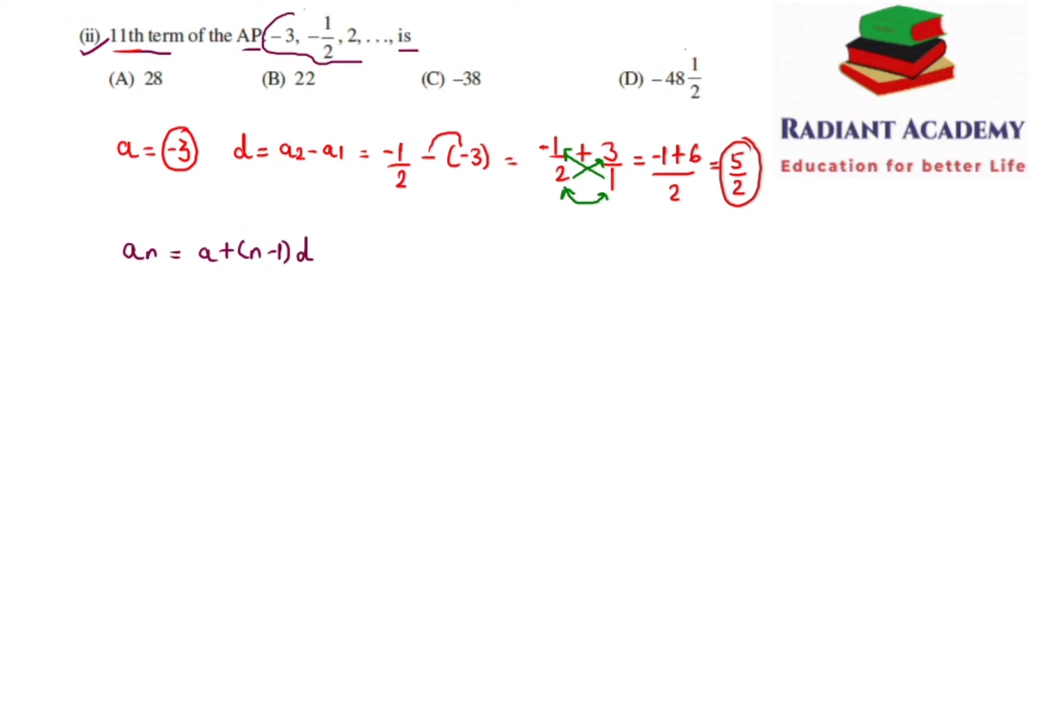 (ii) 11th term of the AP: – 3, – 1/2, 2, . . ., is
(A) 28 (B) 22 (C) –38 (D) – 48 1/2
a = -3 d = a2 - a1 = -1/2 - (-3) = -1/2 + 3/1 = -1+6/2 = 5/2
an = a+(n-1)d
RADIANT ACADEMY
Education for better Life